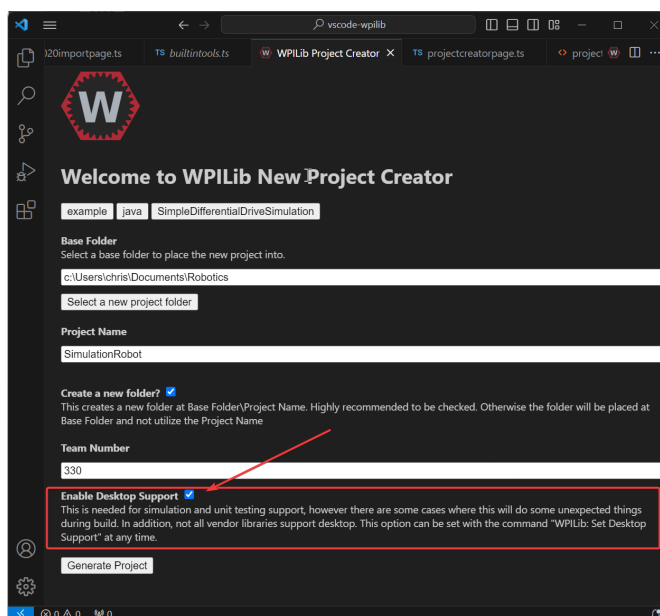 vscode-wpilib
020importpage.ts
TS builtintools.ts
W WPILib Project Creator
TS projectcreatorpage.ts
project
W
W
Welcome to WPILib New Project Creator
example java SimpleDifferentialDriveSimulation
Base Folder
Select a base folder to place the new project into.
c:\Users\chris\Documents\Robotics
Select a new project folder
Project Name
SimulationRobot
Create a new folder?
This creates a new folder at Base Folder\Project Name. Highly recommended to be checked. Otherwise the folder will be placed at
Base Folder and not utilize the Project Name
Team Number
330
Enable Desktop Support
This is needed for simulation and unit testing support, however there are some cases where this will do some unexpected things
during build. In addition, not all vendor libraries support desktop. This option can be set with the command "WPILib: Set Desktop
Support" at any time.
Generate Project
0 0 0